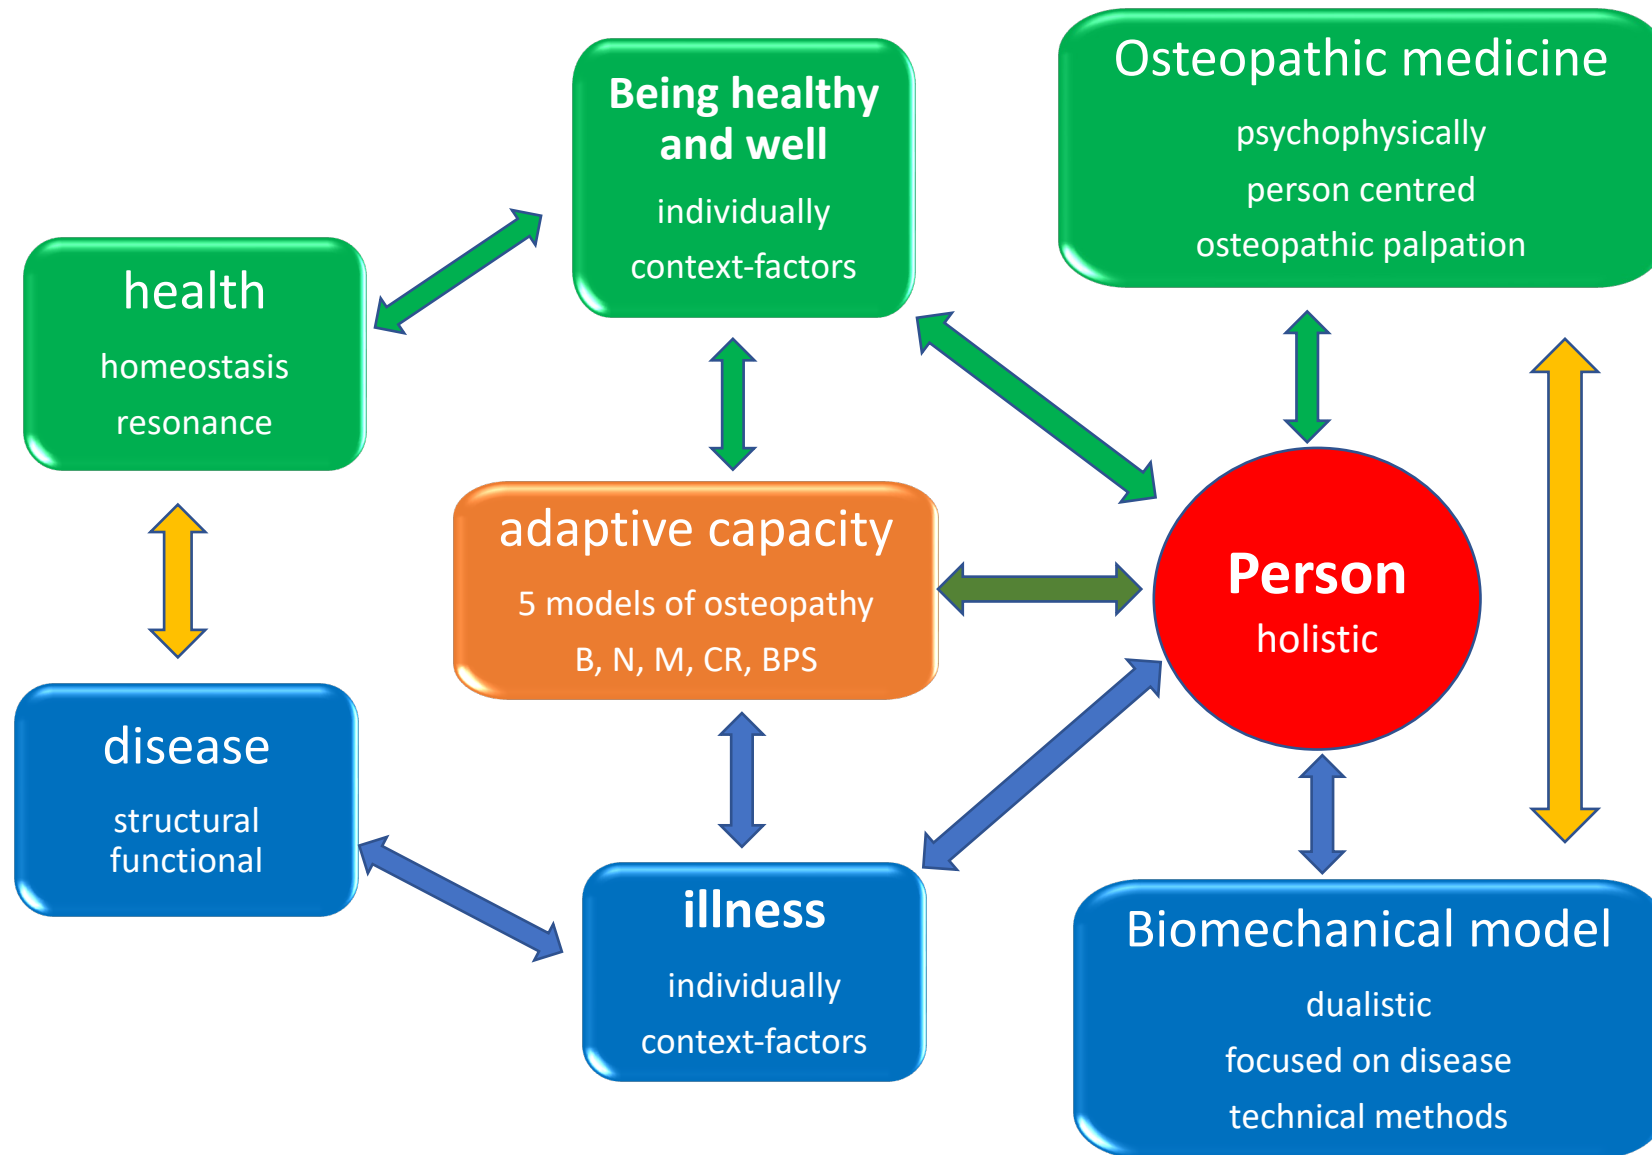 Being healthy
and well
individually
context-factors
Osteopathic medicine
psychophysically
person centred
osteopathic palpation
health
homeostasis
resonance
adaptive capacity
5 models of osteopathy
B, N, M, CR, BPS
Person
holistic
disease
structural
functional
illness
individually
context-factors
Biomechanical model
dualistic
focused on disease
technical methods